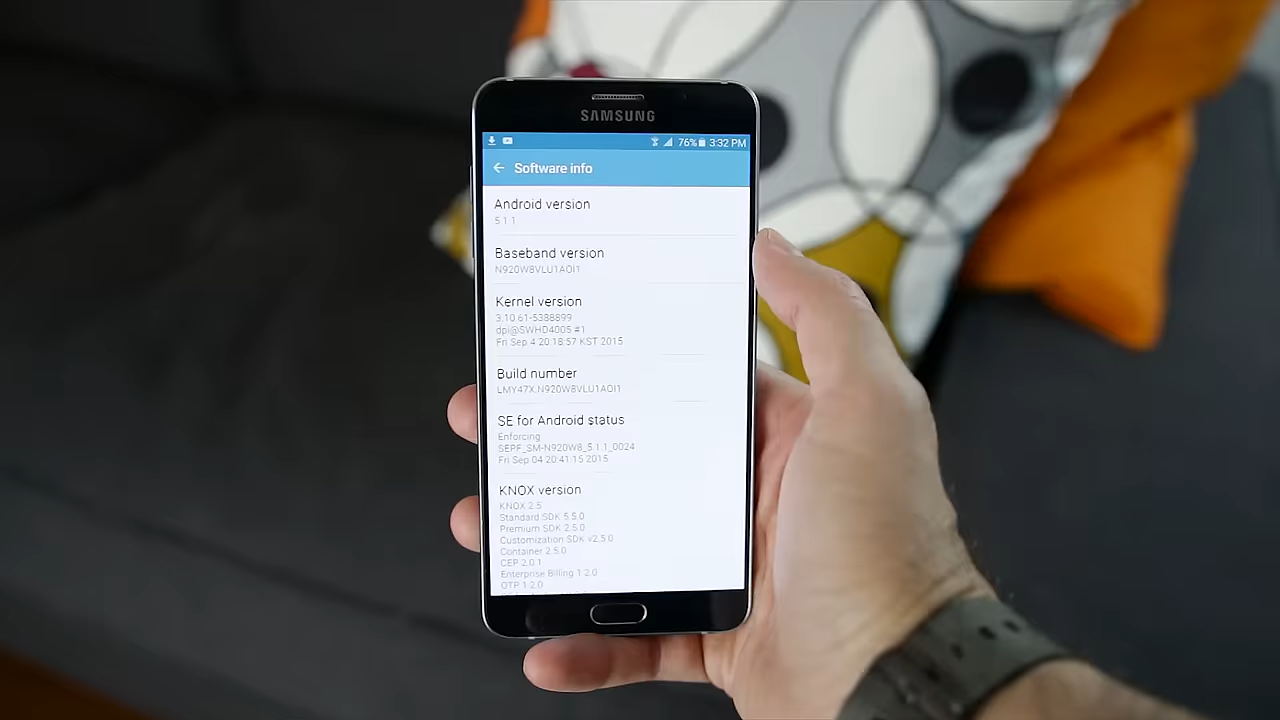 SAMSUNG
76% 3:32 PM
Software info
Android version
5.1.1
Baseband version
N920W8VLU1AOI1
Kernel version
3.10.61-5388899
dpi@SWHD4005 #1
Fri Sep 4 20:18:57 KST 2015
Build number
LMY47X.N920W8VLU1AOI1
SE for Android status
Enforcing
SEPF_SM-N920W8_5.1.1_0024
Fri Sep 04 20:41:15 2015
KNOX version
KNOX 2.5
Standard SDK 5.5.0
Premium SDK 2.5.0
Customization SDK v2.5.0
Container 2.5.0
CEP 2.0.1
Enterprise Billing 1.2.0
OTP 1.2.0